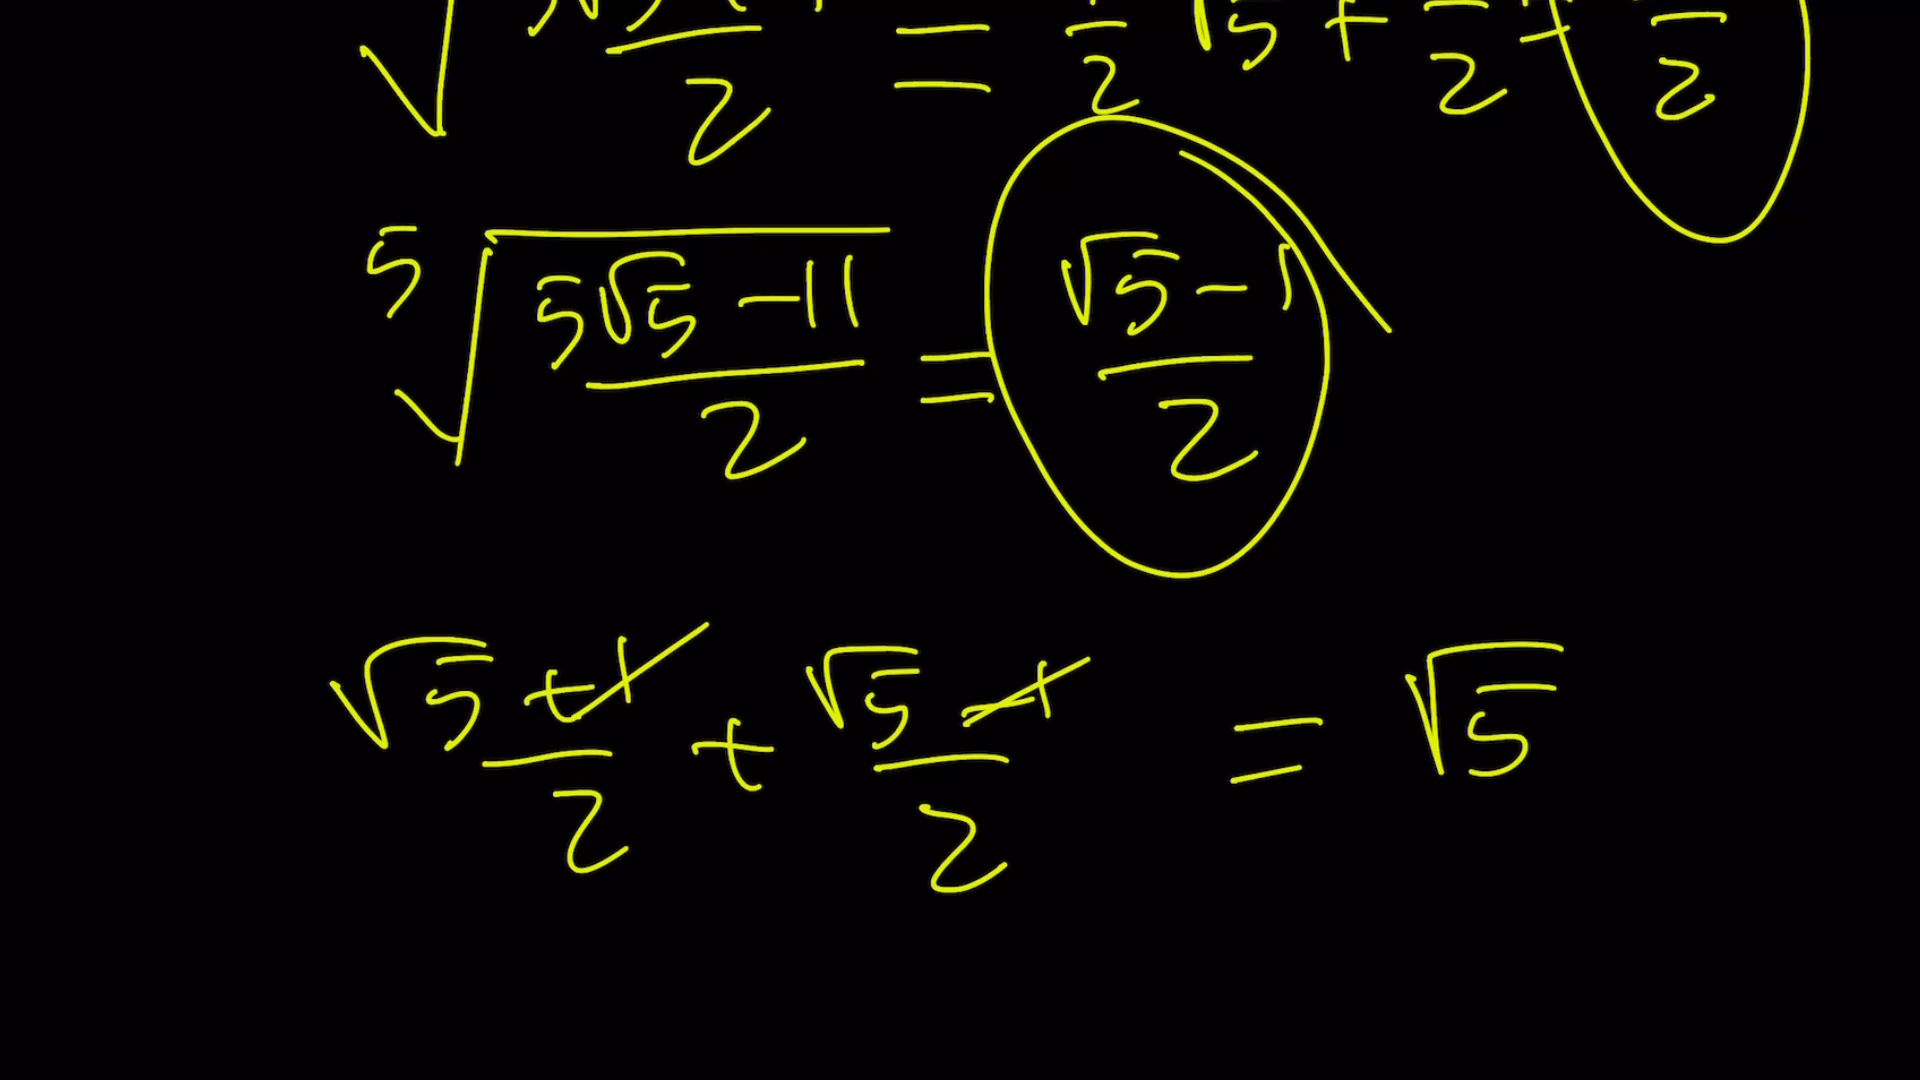 √ /2 = 1/2 √5 + 1/2 = /2
⁵√((5√5 -11)/2) = (√5 - 1)/2
(√5 + 1)/2 + (√5 - 1)/2 = √5